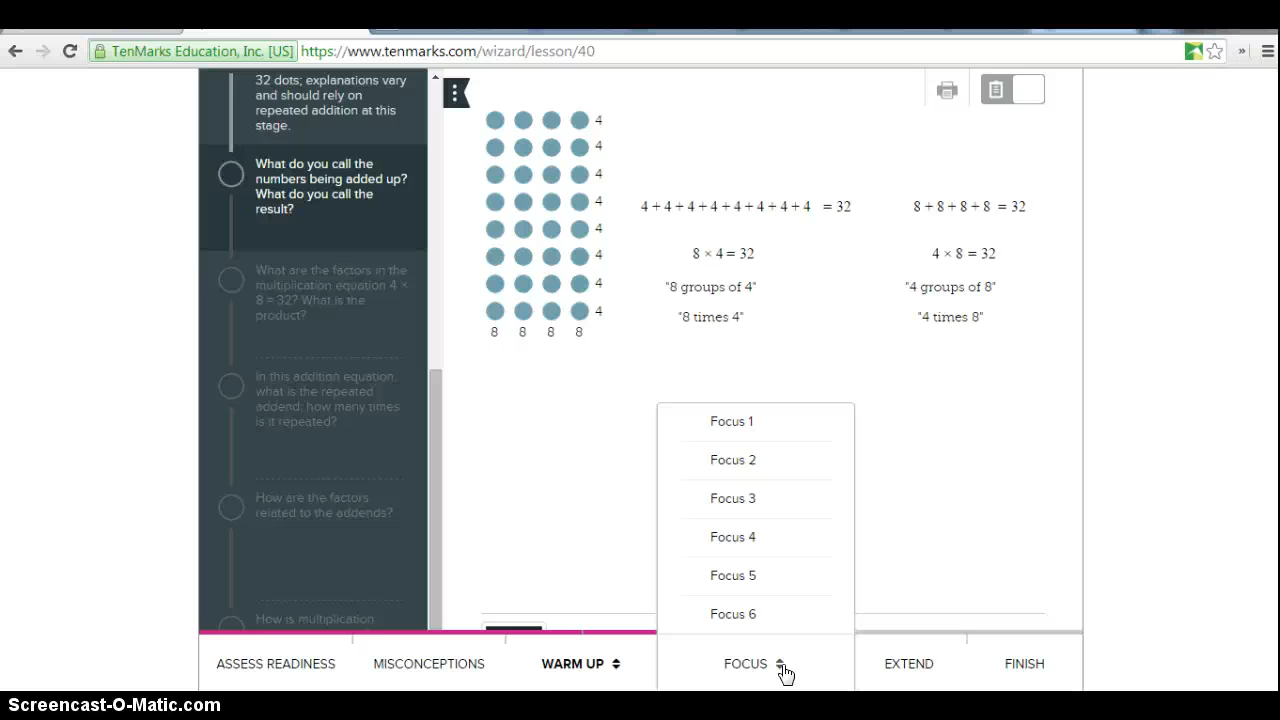 TenMarks Education, Inc. [US] https://www.tenmarks.com/wizard/lesson/40
»
32 dots; explanations vary
and should rely on
repeated addition at this
stage.
What do you call the
numbers being added up?
What do you call the
result?
What are the factors in the
multiplication equation 4 ×
8 = 32? What is the
product?
In this addition equation,
what is the repeated
addend; how many times
is it repeated?
How are the factors
related to the addends?
How is multiplication
4
4
4
4
4
4
4
4
8 8 8 8
4 + 4 + 4 + 4 + 4 + 4 + 4 + 4 = 32
8 × 4 = 32
"8 groups of 4"
"8 times 4"
8 + 8 + 8 + 8 = 32
4 × 8 = 32
"4 groups of 8"
"4 times 8"
Focus 1
Focus 2
Focus 3
Focus 4
Focus 5
Focus 6
ASSESS READINESS MISCONCEPTIONS WARM UP FOCUS EXTEND FINISH
Screencast-O-Matic.com